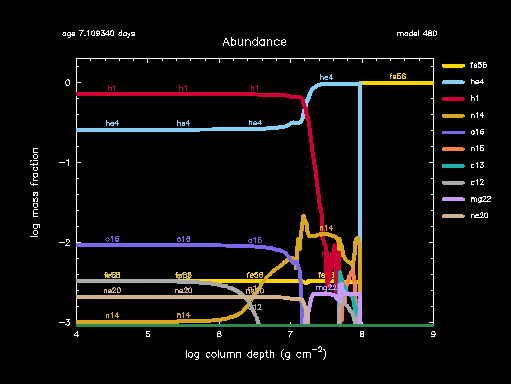 age 7.109340 days
model 480
Abundance
fe56
he4
h1
n14
o16
n15
c13
c12
mg22
ne20
he4
fe56
h1 h1 h1
he4 he4 he4
n14
o16 o16 o16
fe56 fe56 fe56
mg22
ne20 ne20
c12
n14 n14
0
−1
−2
−3
4 5 6 7 8 9
log mass fraction
log column depth (g cm⁻²)